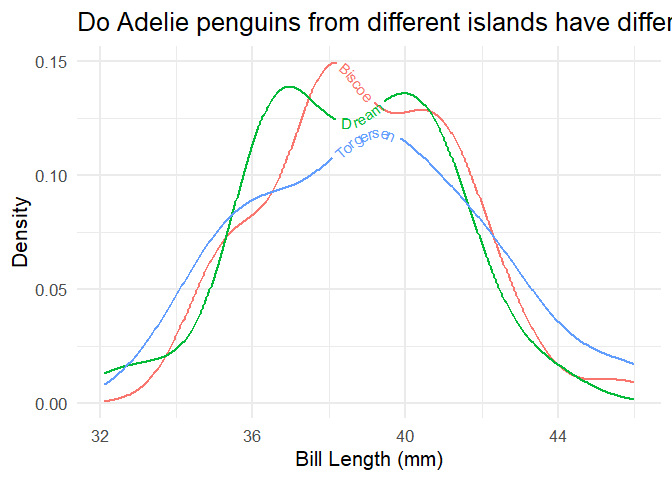 Do Adelie penguins from different islands have differ
0.15
0.10
0.05
0.00
Density
Biscoe
Dream
Torgersen
32
36
40
44
Bill Length (mm)